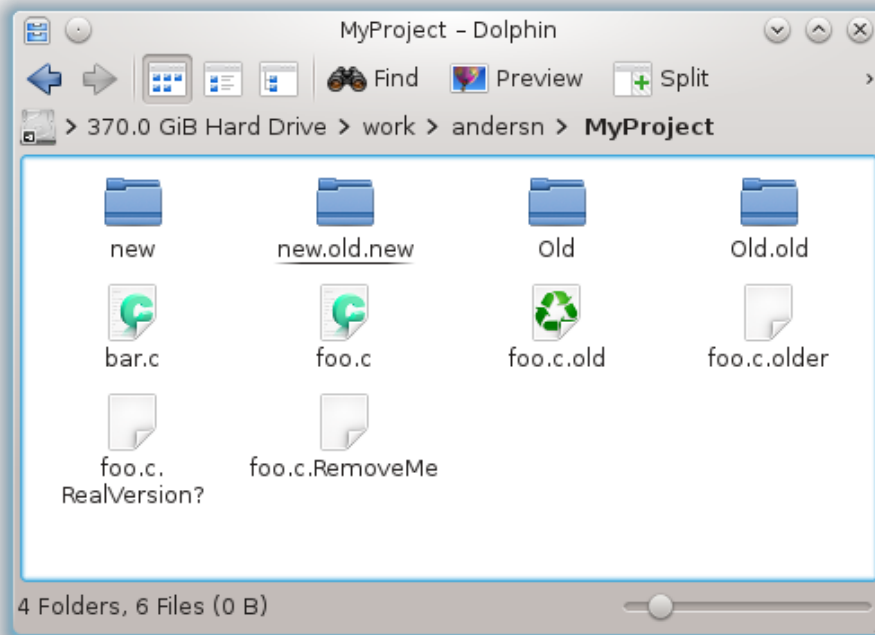 MyProject – Dolphin
Find Preview Split
> 370.0 GiB Hard Drive > work > andersn > MyProject
new new.old.new Old Old.old
bar.c foo.c foo.c.old foo.c.older
foo.c. foo.c.RemoveMe
RealVersion?
4 Folders, 6 Files (0 B)